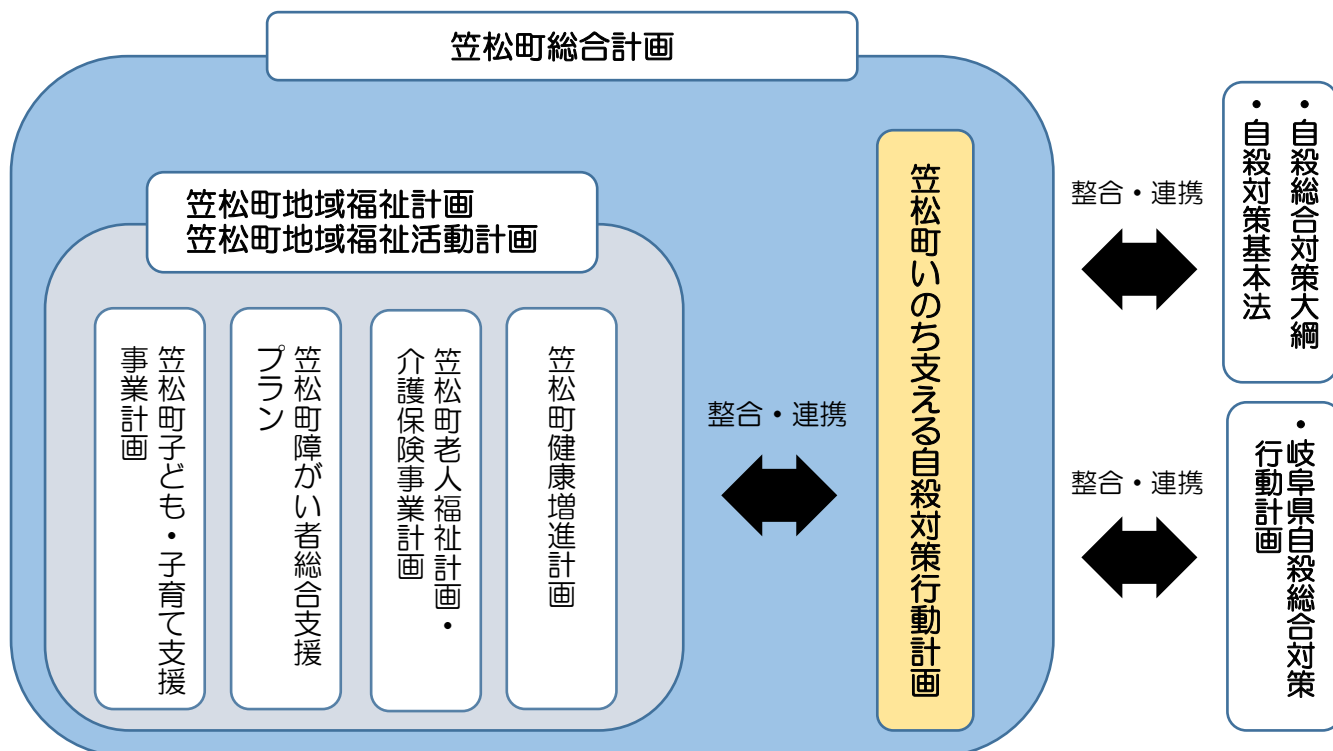 笠松町総合計画
笠松町地域福祉計画
笠松町地域福祉活動計画
笠松町子ども・子育て支援
事業計画
笠松町障がい者総合支援
プラン
笠松町老人福祉計画・
介護保険事業計画
笠松町健康増進計画
整合・連携
笠松町いのち支える自殺対策行動計画
整合・連携
・自殺総合対策大綱
・自殺対策基本法
整合・連携
・岐阜県自殺総合対策
行動計画